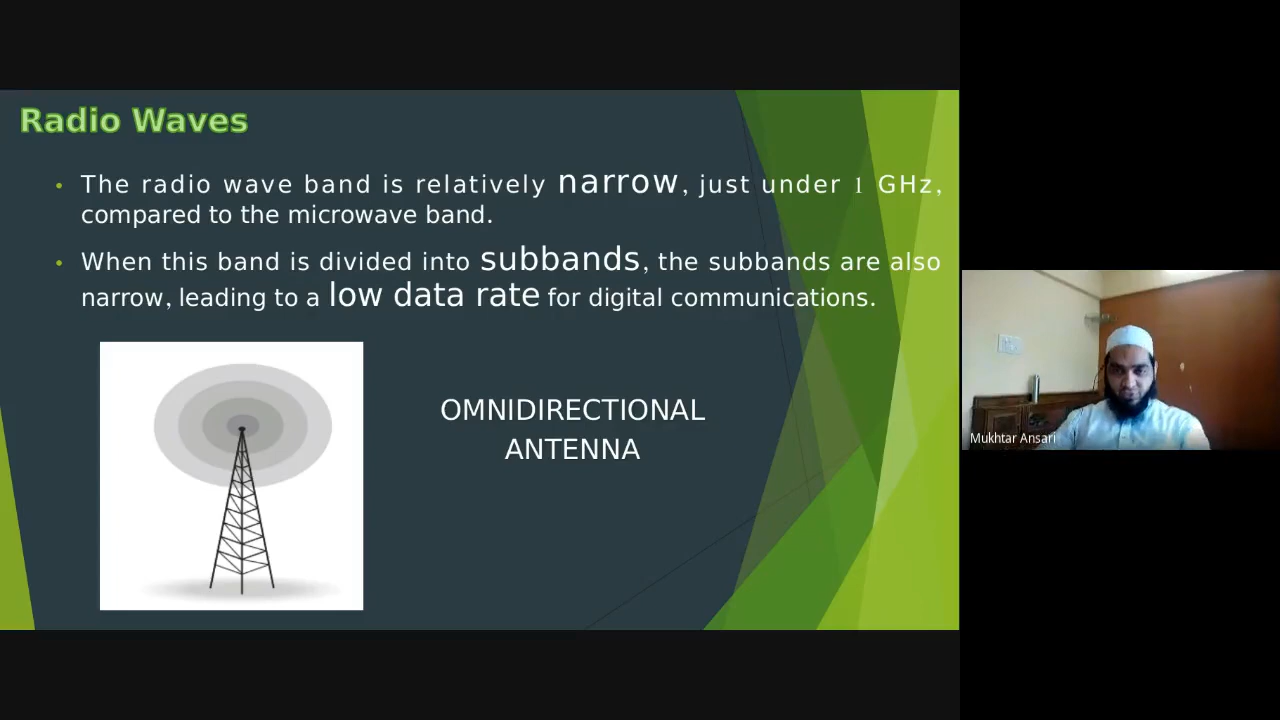 Radio Waves
• The radio wave band is relatively narrow, just under 1 GHz,
compared to the microwave band.
• When this band is divided into subbands, the subbands are also
narrow, leading to a low data rate for digital communications.
OMNIDIRECTIONAL
ANTENNA
Mukhtar Ansari